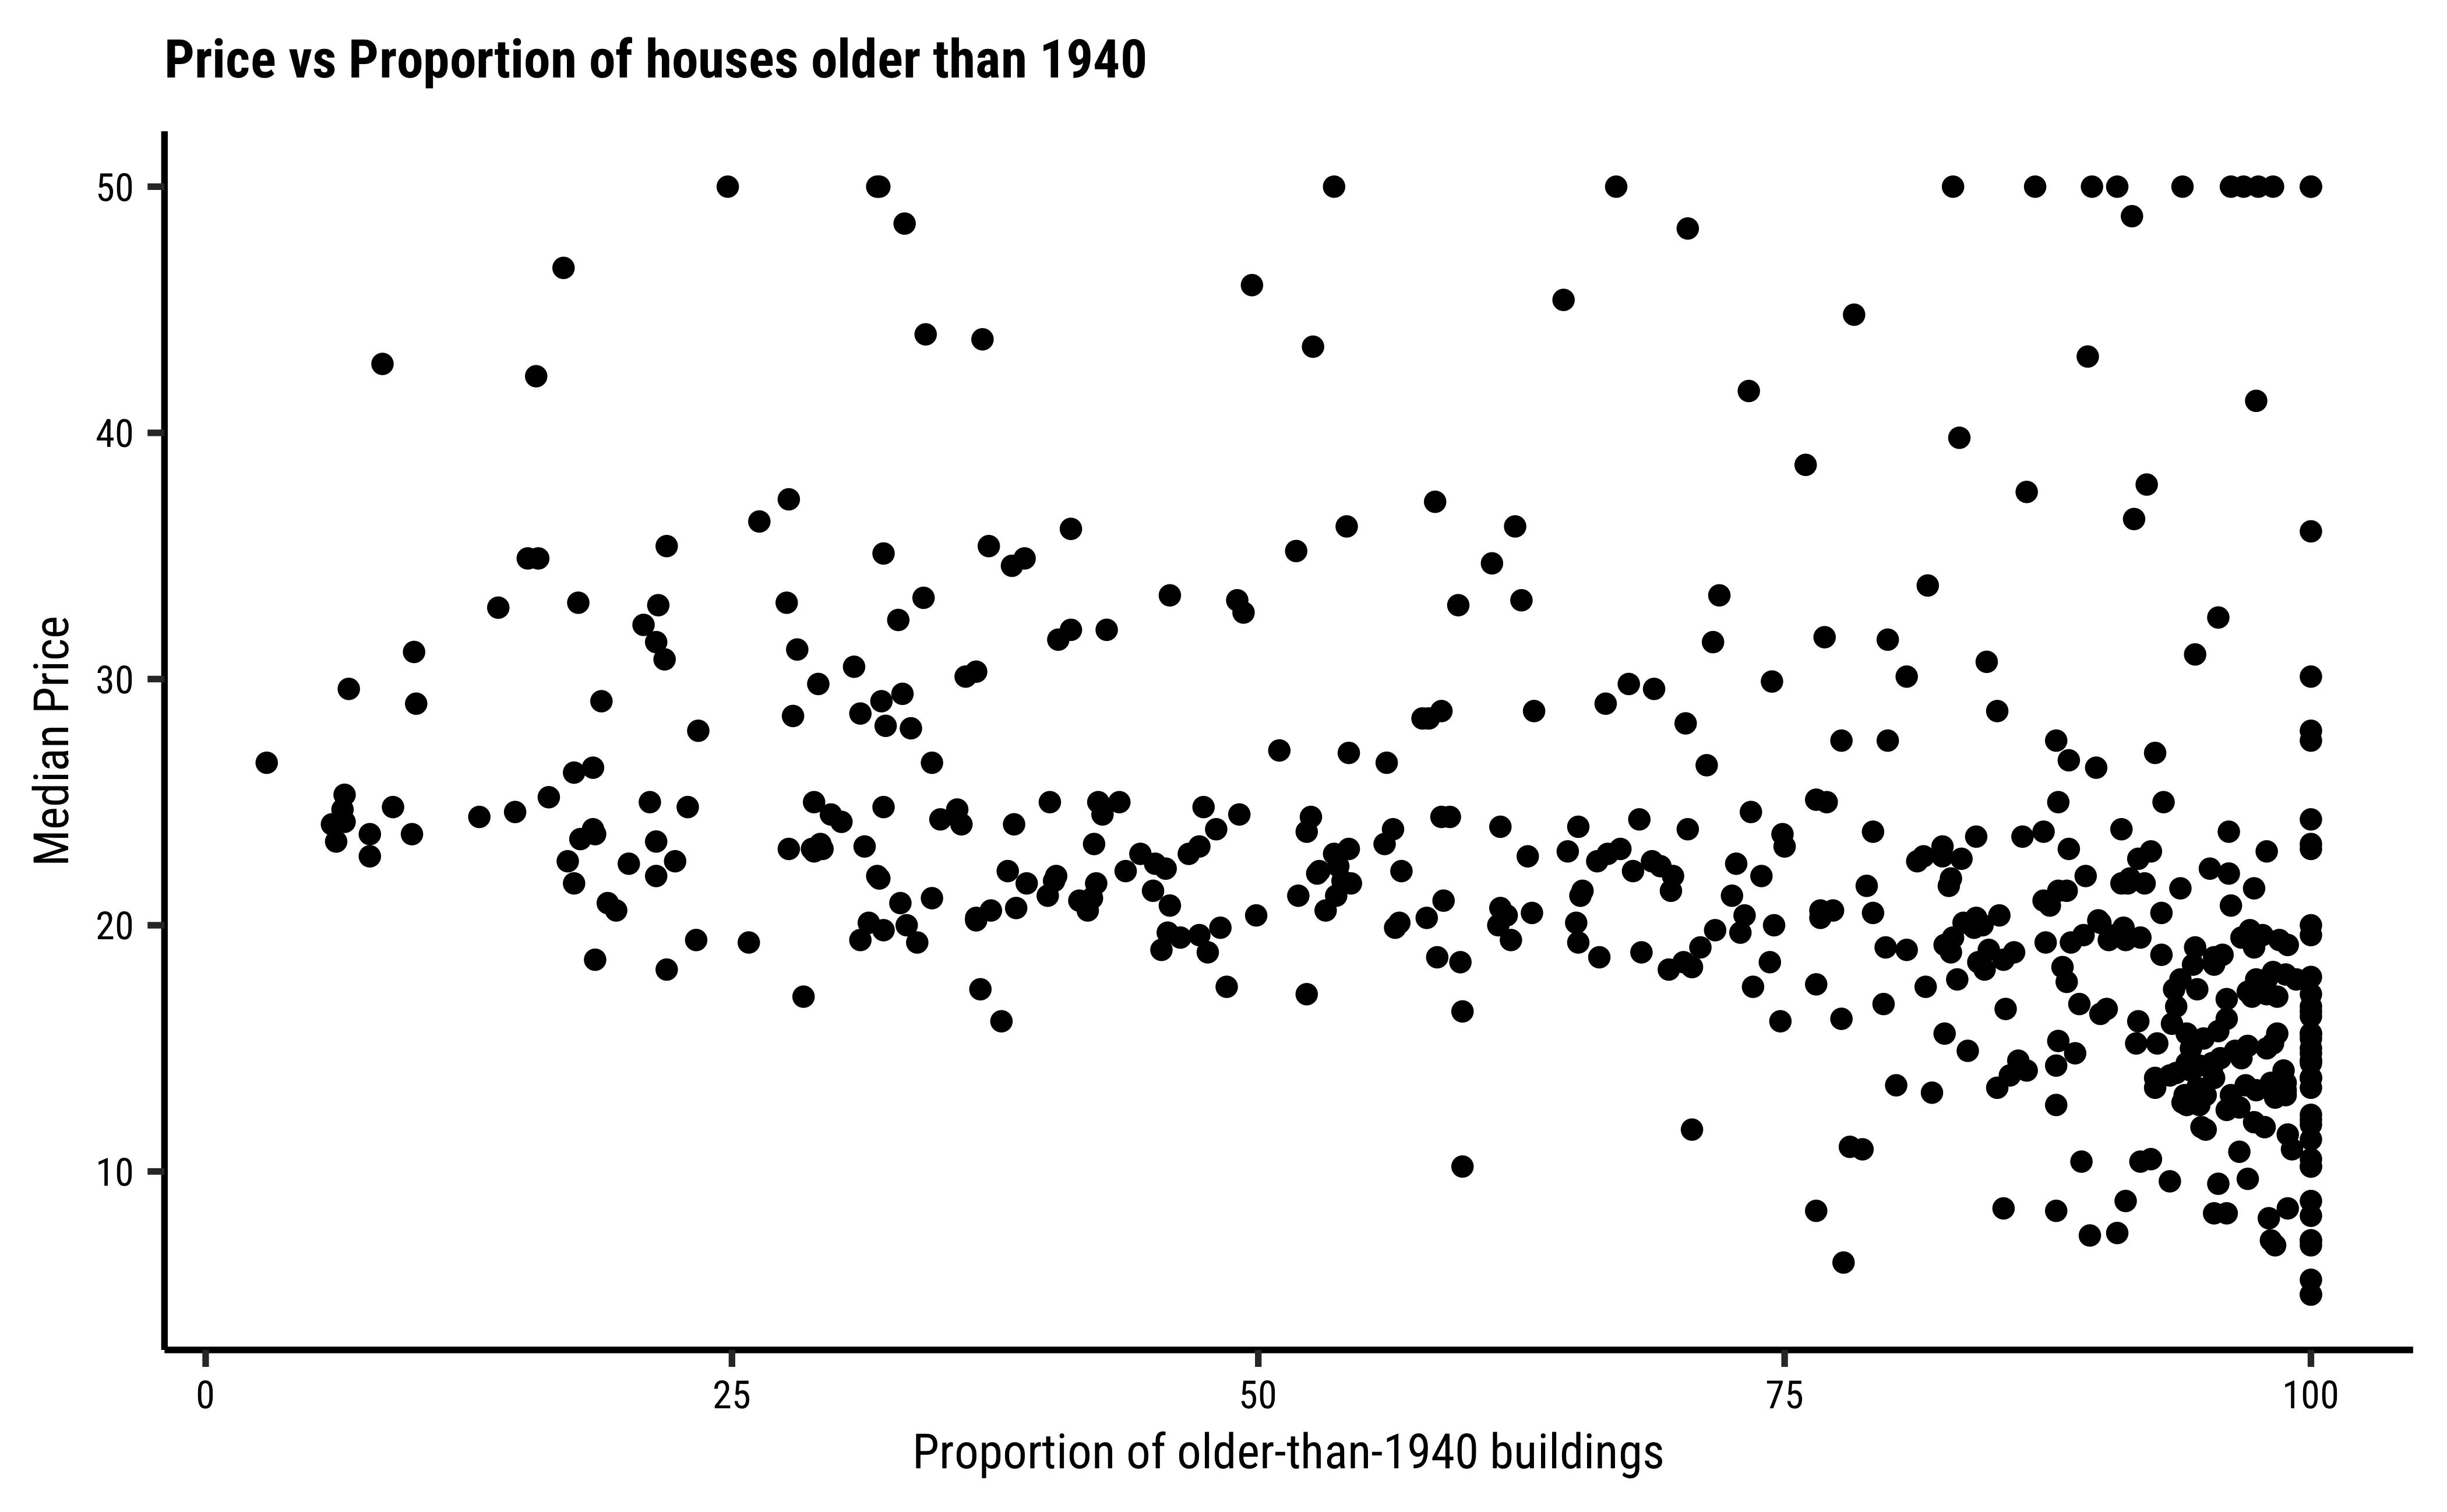 Price vs Proportion of houses older than 1940
50
40
30
20
10
Median Price
0 25 50 75 100
Proportion of older-than-1940 buildings